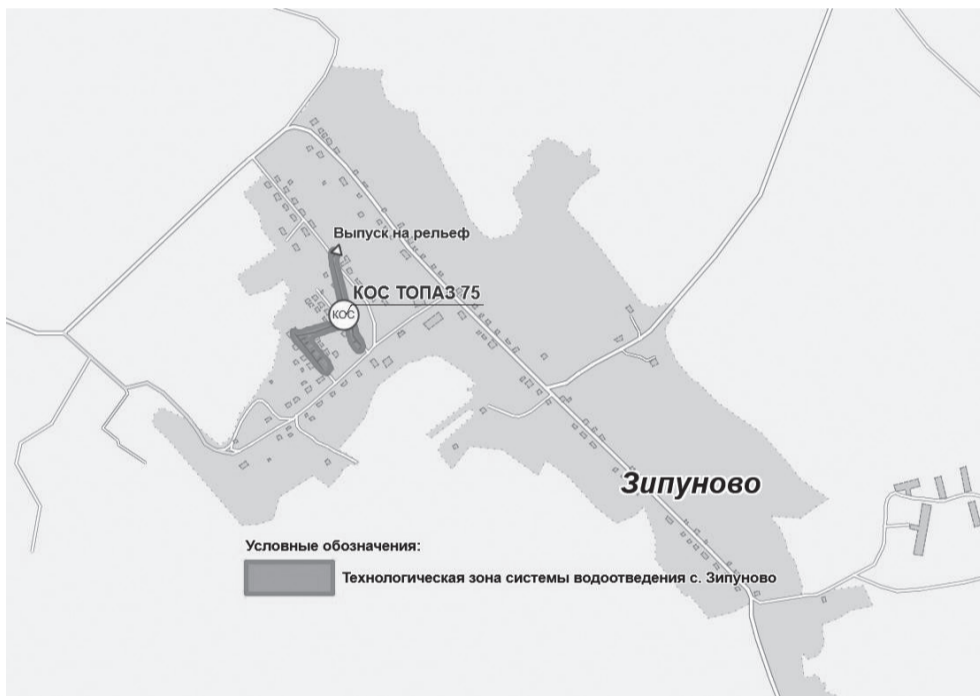 Выпуск на рельеф
КОС ТОПАЗ 75
КОС
Зипуново
Условные обозначения:
Технологическая зона системы водоотведения с. Зипуново